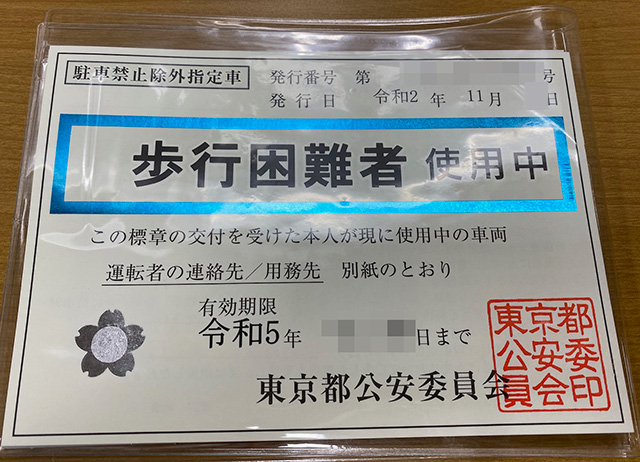 駐車禁止除外指定車
発行番号 第 号
発行日 令和2年 11月 日
歩行困難者 使用中
この標章の交付を受けた本人が現に使用中の車両
運転者の連絡先/用務先 別紙のとおり
有効期限
令和5年 日まで
東京都公安委員会
東京都
公安委
員会印